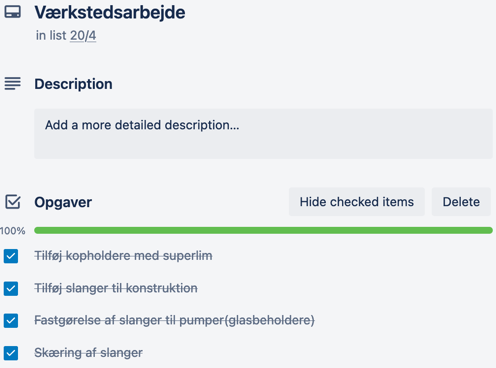 Værkstedsarbejde
in list 20/4
Description
Add a more detailed description...
Opgaver
Hide checked items
Delete
100%
Tilføj kopholdere med superlim
Tilføj slanger til konstruktion
Fastgørelse af slanger til pumper(glasbeholdere)
Skæring af slanger